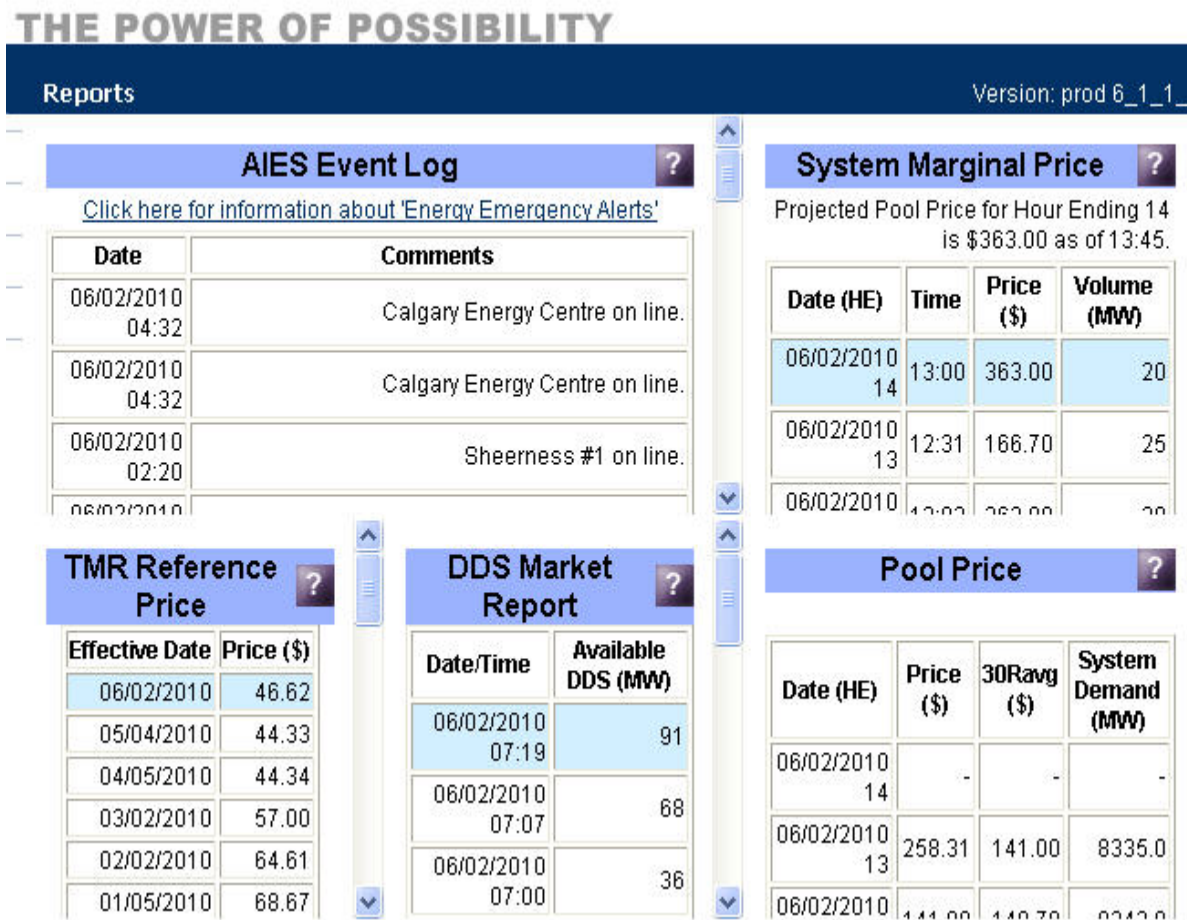 THE POWER OF POSSIBILITY
Reports
Version: prod 6_1_1_
AIES Event Log ?
Click here for information about 'Energy Emergency Alerts'
Date Comments
06/02/2010
04:32
Calgary Energy Centre on line.
06/02/2010
04:32
Calgary Energy Centre on line.
06/02/2010
02:20
Sheerness #1 on line.
06/02/2010
System Marginal Price ?
Projected Pool Price for Hour Ending 14
is $363.00 as of 13:45.
Date (HE) Time Price ($) Volume (MW)
06/02/2010
14
13:00 363.00 20
06/02/2010
13
12:31 166.70 25
06/02/2010
TMR Reference
Price ?
Effective Date Price ($)
06/02/2010 46.62
05/04/2010 44.33
04/05/2010 44.34
03/02/2010 57.00
02/02/2010 64.61
01/05/2010 68.67
DDS Market
Report ?
Date/Time Available DDS (MW)
06/02/2010
07:19
91
06/02/2010
07:07
68
06/02/2010
07:00
36
Pool Price ?
Date (HE) Price ($) 30Ravg ($) System Demand (MW)
06/02/2010
14
- - -
06/02/2010
13
258.31 141.00 8335.0
06/02/2010